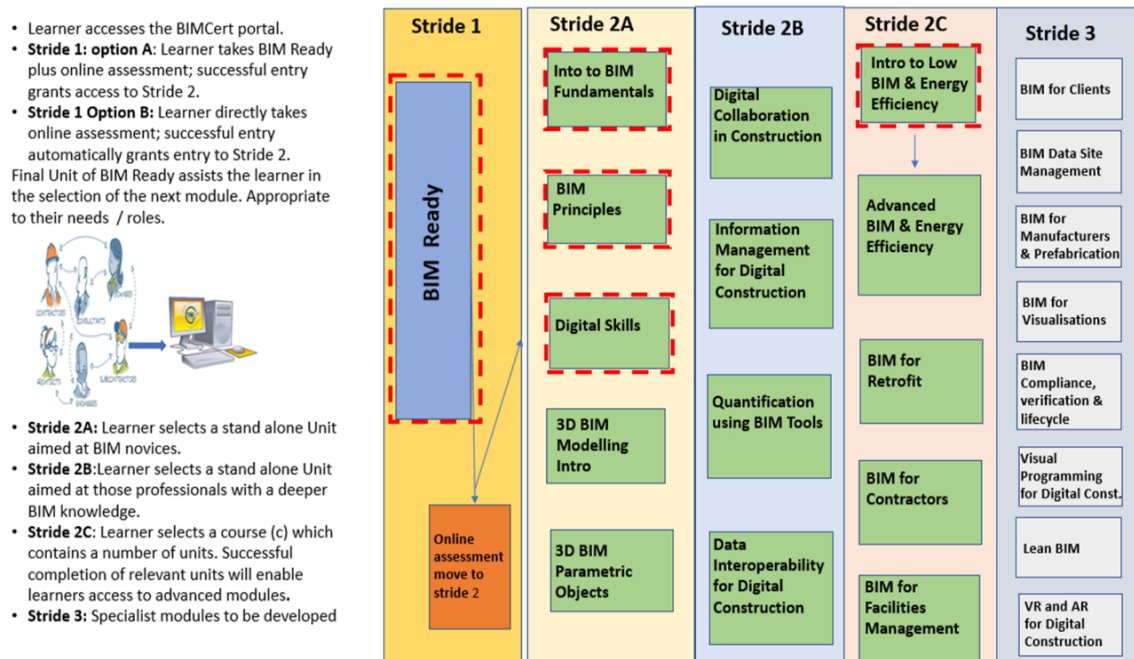 • Learner accesses the BIMCert portal.
• Stride 1: option A: Learner takes BIM Ready
plus online assessment; successful entry
grants access to Stride 2.
• Stride 1 Option B: Learner directly takes
online assessment; successful entry
automatically grants entry to Stride 2.
Final Unit of BIM Ready assists the learner in
the selection of the next module. Appropriate
to their needs / roles.
CONTRACTORS
CONSULTANTS
OWNERS
ARCHITECTS
ENGINEERS
SUBCONTRACTORS
• Stride 2A: Learner selects a stand alone Unit
aimed at BIM novices.
• Stride 2B:Learner selects a stand alone Unit
aimed at those professionals with a deeper
BIM knowledge.
• Stride 2C: Learner selects a course (c) which
contains a number of units. Successful
completion of relevant units will enable
learners access to advanced modules.
• Stride 3: Specialist modules to be developed
Stride 1
BIM Ready
Online
assessment
move to
stride 2
Stride 2A
Into to BIM
Fundamentals
BIM
Principles
Digital Skills
3D BIM
Modelling
Intro
3D BIM
Parametric
Objects
Stride 2B
Digital
Collaboration
in Construction
Information
Management
for Digital
Construction
Quantification
using BIM Tools
Data
Interoperability
for Digital
Construction
Stride 2C
Intro to Low
BIM & Energy
Efficiency
Advanced
BIM & Energy
Efficiency
BIM for
Retrofit
BIM for
Contractors
BIM for
Facilities
Management
Stride 3
BIM for Clients
BIM Data Site
Management
BIM for
Manufacturers
& Prefabrication
BIM for
Visualisations
BIM
Compliance,
verification &
lifecycle
Visual
Programming
for Digital Const.
Lean BIM
VR and AR
for Digital
Construction